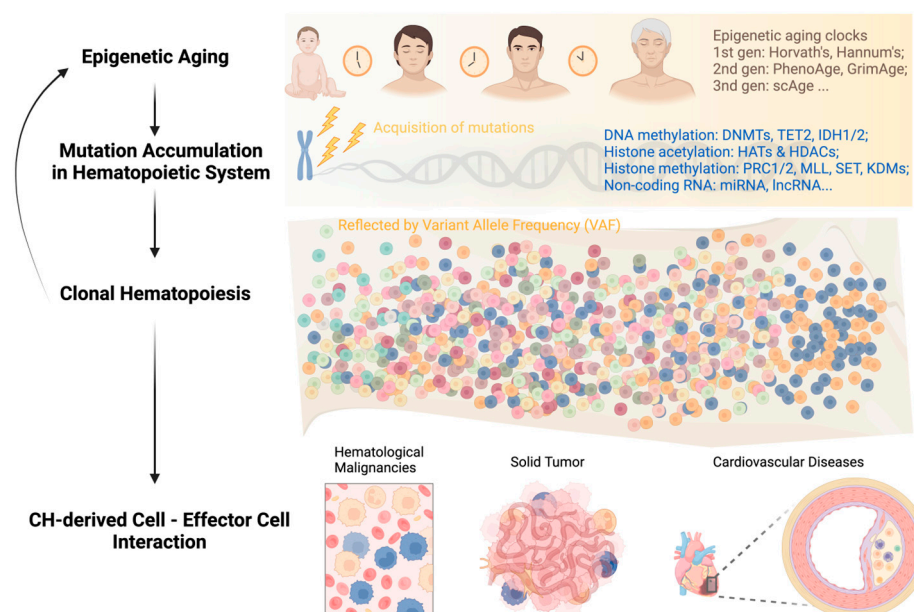 Epigenetic Aging
Mutation Accumulation
in Hematopoietic System
Clonal Hematopoiesis
CH-derived Cell - Effector Cell
Interaction
Epigenetic aging clocks
1st gen: Horvath's, Hannum's;
2nd gen: PhenoAge, GrimAge;
3nd gen: scAge ...
Acquisition of mutations
DNA methylation: DNMTs, TET2, IDH1/2;
Histone acetylation: HATs & HDACs;
Histone methylation: PRC1/2, MLL, SET, KDMs;
Non-coding RNA: miRNA, lncRNA...
Reflected by Variant Allele Frequency (VAF)
Hematological
Malignancies
Solid Tumor
Cardiovascular Diseases